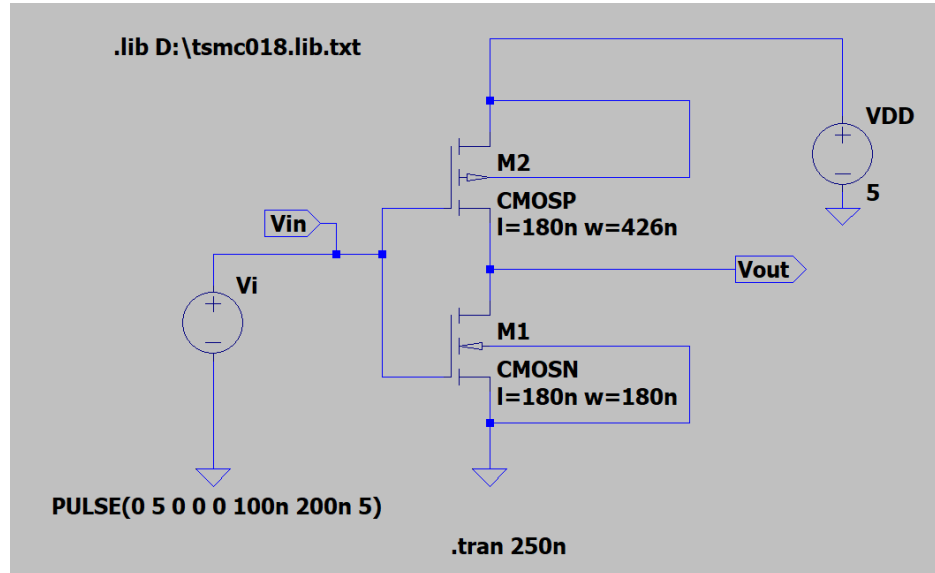 .lib D:\tsmc018.lib.txt
VDD
5
M2
CMOSP
l=180n w=426n
Vin
Vout
Vi
M1
CMOSN
l=180n w=180n
PULSE(0 5 0 0 0 100n 200n 5)
.tran 250n